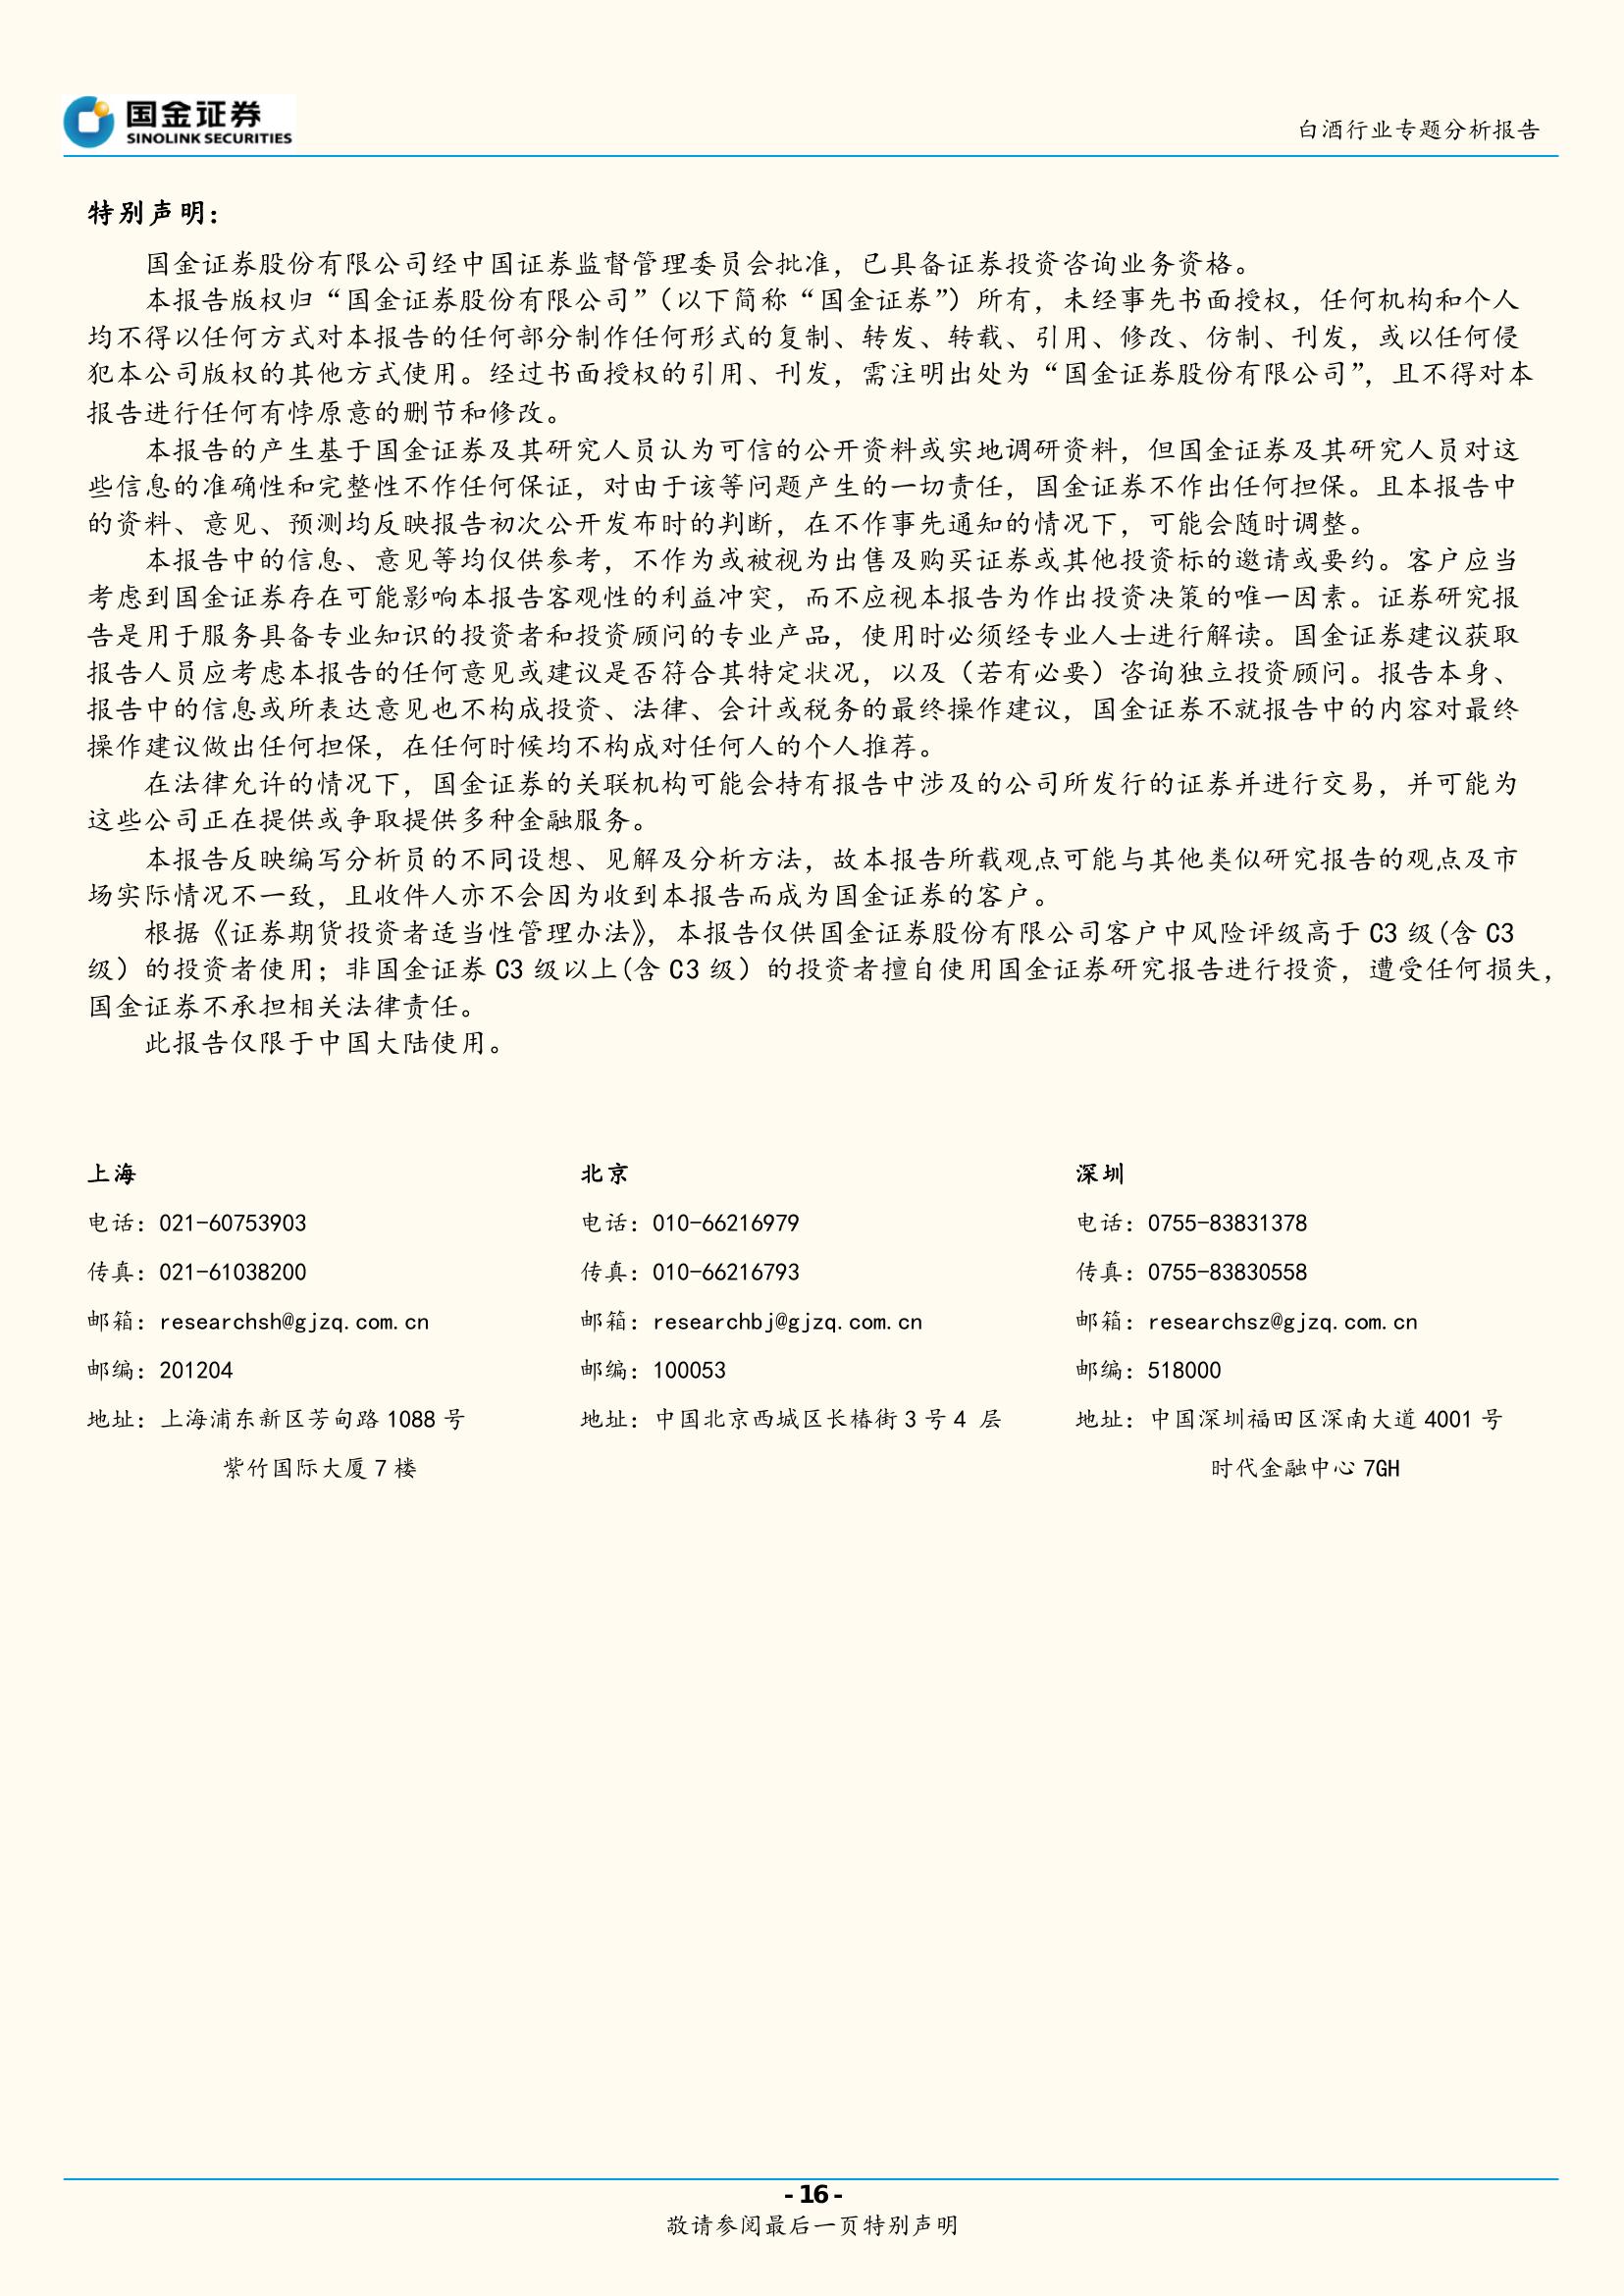 国金证券
SINOLINK SECURITIES
白酒行业专题分析报告
特别声明：
国金证券股份有限公司经中国证券监督管理委员会批准，已具备证券投资咨询业务资格。
本报告版权归“国金证券股份有限公司”（以下简称“国金证券”）所有，未经事先书面授权，任何机构和个人
均不得以任何方式对本报告的任何部分制作任何形式的复制、转发、转载、引用、修改、仿制、刊发，或以任何侵
犯本公司版权的其他方式使用。经过书面授权的引用、刊发，需注明出处为“国金证券股份有限公司”，且不得对本
报告进行任何有悖原意的删节和修改。
本报告的产生基于国金证券及其研究人员认为可信的公开资料或实地调研资料，但国金证券及其研究人员对这
些信息的准确性和完整性不作任何保证，对由于该等问题产生的一切责任，国金证券不作出任何担保。且本报告中
的资料、意见、预测均反映报告初次公开发布时的判断，在不作事先通知的情况下，可能会随时调整。
本报告中的信息、意见等均仅供参考，不作为或被视为出售及购买证券或其他投资标的邀请或要约。客户应当
考虑到国金证券存在可能影响本报告客观性的利益冲突，而不应视本报告为作出投资决策的唯一因素。证券研究报
告是用于服务具备专业知识的投资者和投资顾问的专业产品，使用时必须经专业人士进行解读。国金证券建议获取
报告人员应考虑本报告的任何意见或建议是否符合其特定状况，以及（若有必要）咨询独立投资顾问。报告本身、
报告中的信息或所表达意见也不构成投资、法律、会计或税务的最终操作建议，国金证券不就报告中的内容对最终
操作建议做出任何担保，在任何时候均不构成对任何人的个人推荐。
在法律允许的情况下，国金证券的关联机构可能会持有报告中涉及的公司所发行的证券并进行交易，并可能为
这些公司正在提供或争取提供多种金融服务。
本报告反映编写分析员的不同设想、见解及分析方法，故本报告所载观点可能与其他类似研究报告的观点及市
场实际情况不一致，且收件人亦不会因为收到本报告而成为国金证券的客户。
根据《证券期货投资者适当性管理办法》，本报告仅供国金证券股份有限公司客户中风险评级高于 C3 级(含 C3
级）的投资者使用；非国金证券 C3 级以上(含 C3 级）的投资者擅自使用国金证券研究报告进行投资，遭受任何损失，
国金证券不承担相关法律责任。
此报告仅限于中国大陆使用。
上海
电话：021-60753903
传真：021-61038200
邮箱：researchsh@gjzq.com.cn
邮编：201204
地址：上海浦东新区芳甸路 1088 号
紫竹国际大厦 7 楼
北京
电话：010-66216979
传真：010-66216793
邮箱：researchbj@gjzq.com.cn
邮编：100053
地址：中国北京西城区长椿街 3 号 4 层
深圳
电话：0755-83831378
传真：0755-83830558
邮箱：researchsz@gjzq.com.cn
邮编：518000
地址：中国深圳福田区深南大道 4001 号
时代金融中心 7GH
- 16 -
敬请参阅最后一页特别声明